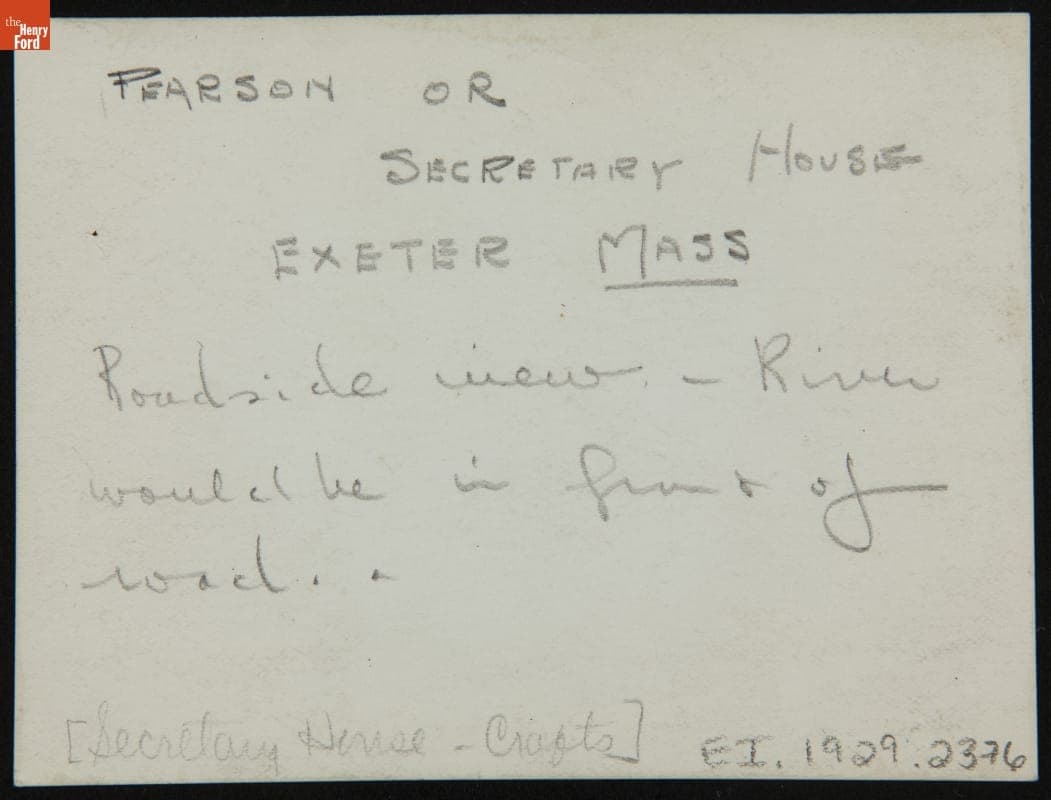 the Henry Ford
PEARSON OR
SECRETARY HOUSE
EXETER MASS
Roadside view. - River
would be in front of
road. .
[Secretary House - Crafts] EI.1929.2376